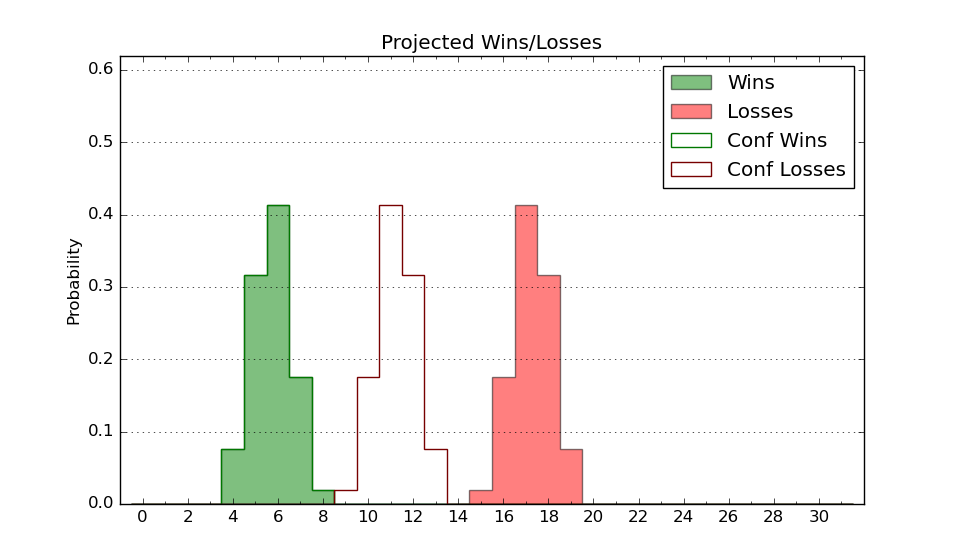 Projected Wins/Losses
Wins
Losses
Conf Wins
Conf Losses
Probability
0.6
0.5
0.4
0.3
0.2
0.1
0.0
0 2 4 6 8 10 12 14 16 18 20 22 24 26 28 30